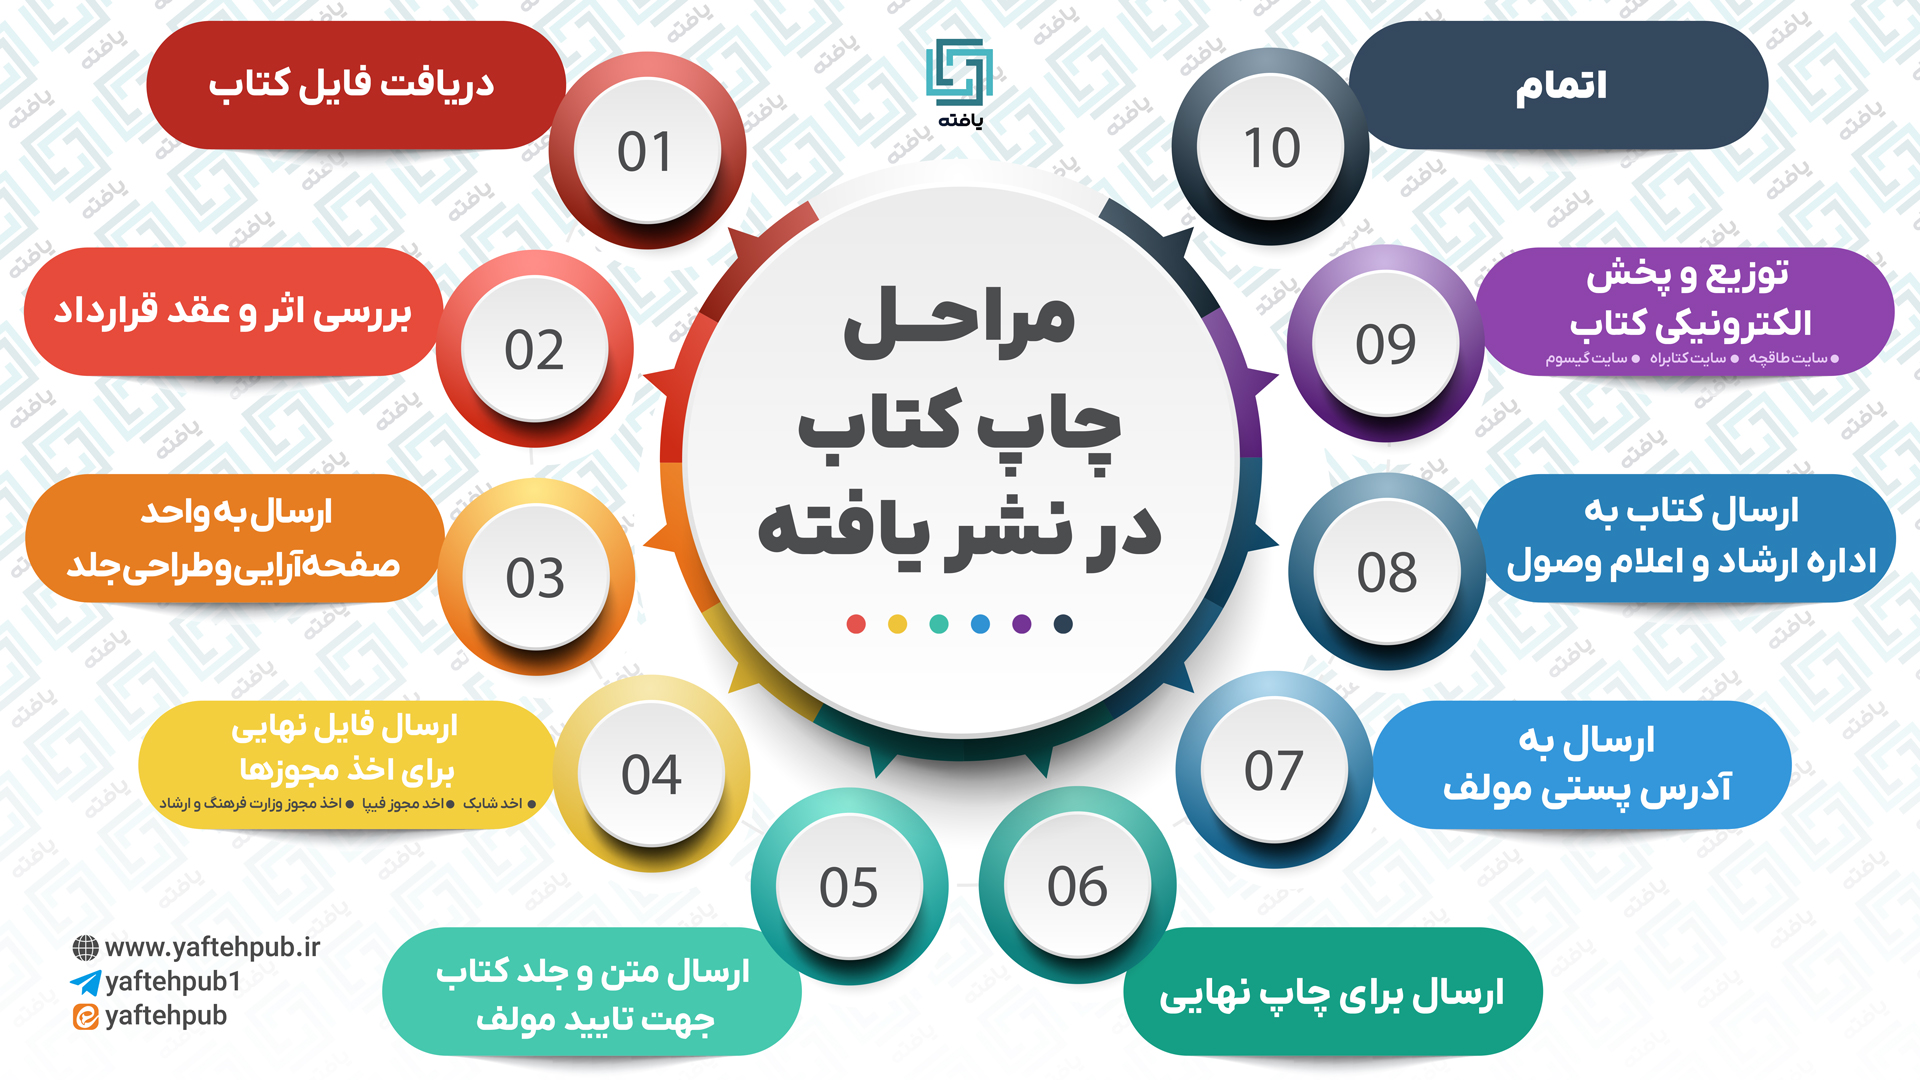 یافته
مراحـل
چاپ کتاب
در نشر یافته
01
دریافت فایل کتاب
02
بررسی اثر و عقد قرارداد
03
ارسال به واحد
صفحه‌آرایی و طراحی جلد
04
ارسال فایل نهایی
برای اخذ مجوزها
● اخد شابک ● اخد مجوز فیپا ● اخذ مجوز وزارت فرهنگ و ارشاد
05
ارسال متن و جلد کتاب
جهت تایید مولف
06
ارسال برای چاپ نهایی
07
ارسال به
آدرس پستی مولف
08
ارسال کتاب به
اداره ارشاد و اعلام وصول
09
توزیع و پخش
الکترونیکی کتاب
● سایت طاقچه ● سایت کتابراه ● سایت گیسوم
10
اتمام
www.yaftehpub.ir
yaftehpub1
yaftehpub